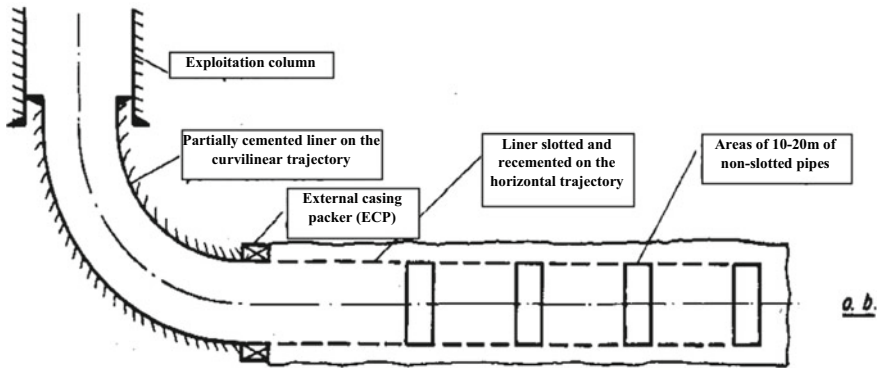 Exploitation column
Partially cemented liner on the
curvilinear trajectory
Liner slotted and
recemented on the
horizontal trajectory
Areas of 10-20m of
non-slotted pipes
External casing
packer (ECP)
a. b.